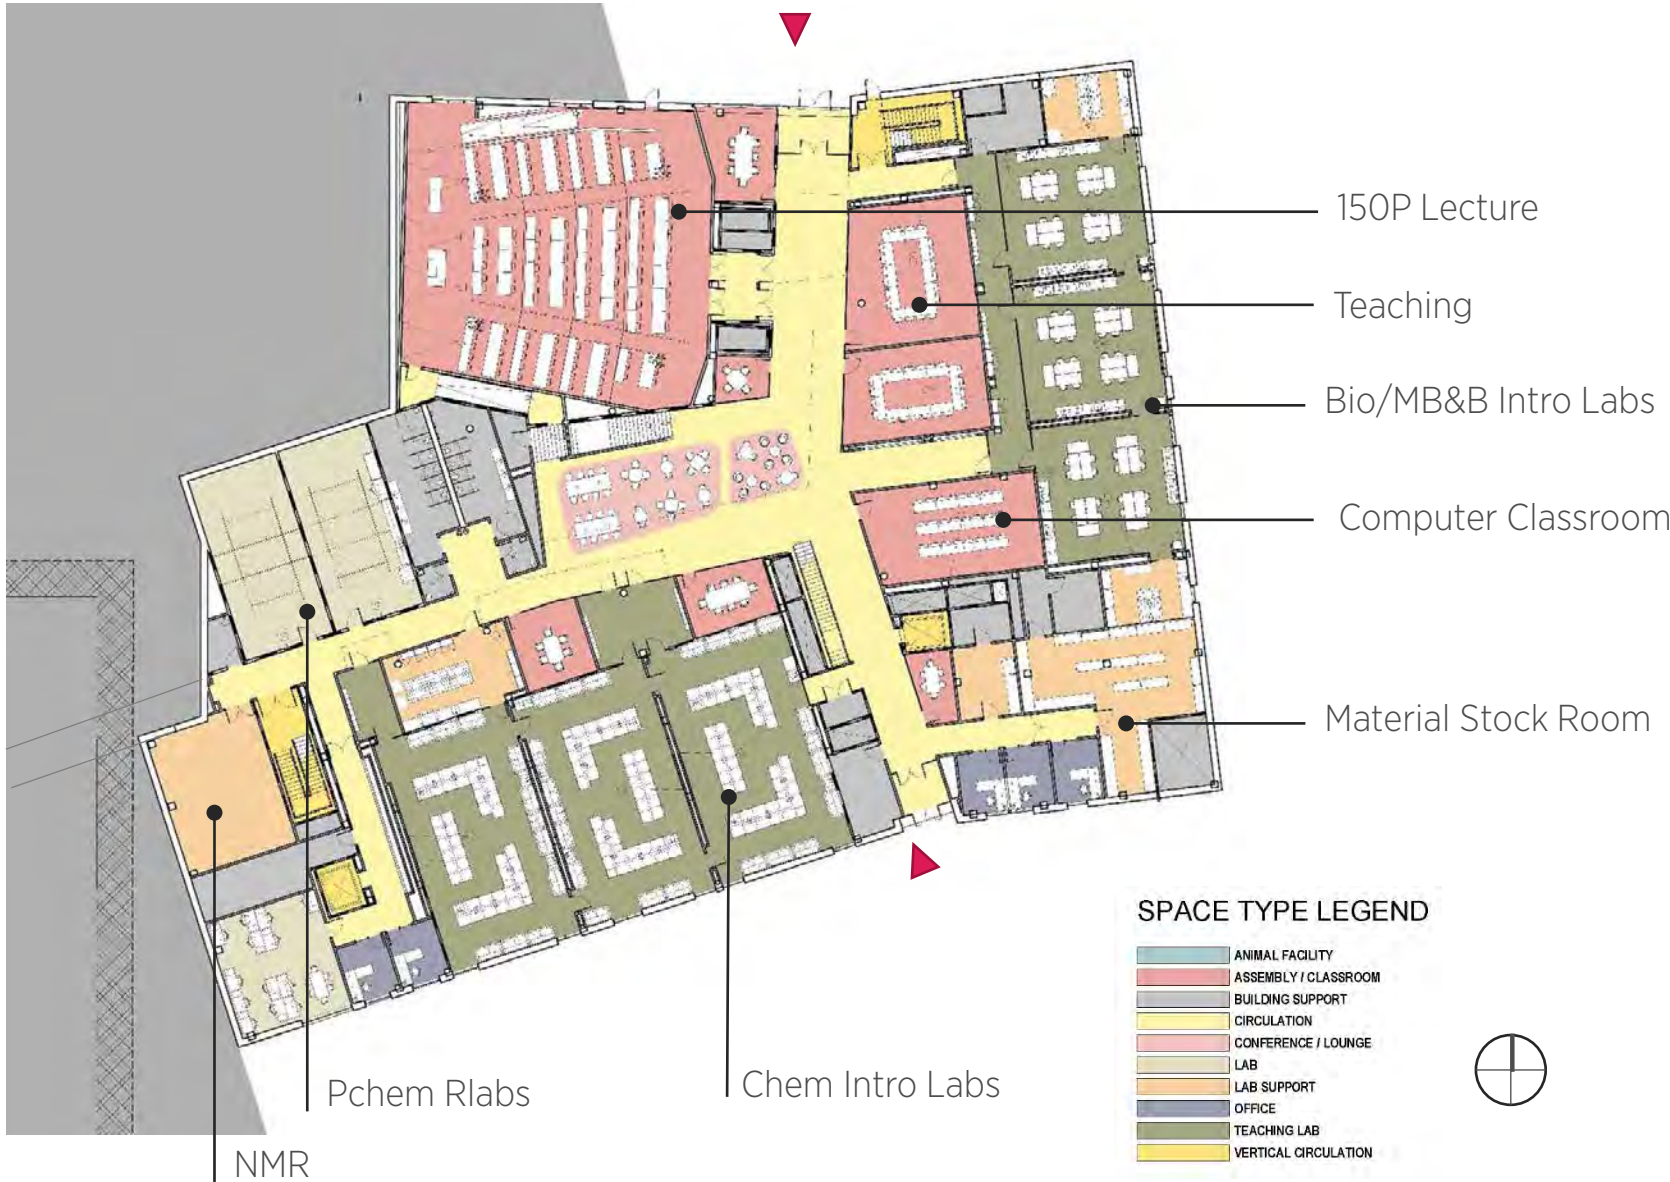 150P Lecture
Teaching
Bio/MB&B Intro Labs
Computer Classroom
Material Stock Room
Chem Intro Labs
Pchem Rlabs
NMR
SPACE TYPE LEGEND
ANIMAL FACILITY
ASSEMBLY / CLASSROOM
BUILDING SUPPORT
CIRCULATION
CONFERENCE / LOUNGE
LAB
LAB SUPPORT
OFFICE
TEACHING LAB
VERTICAL CIRCULATION